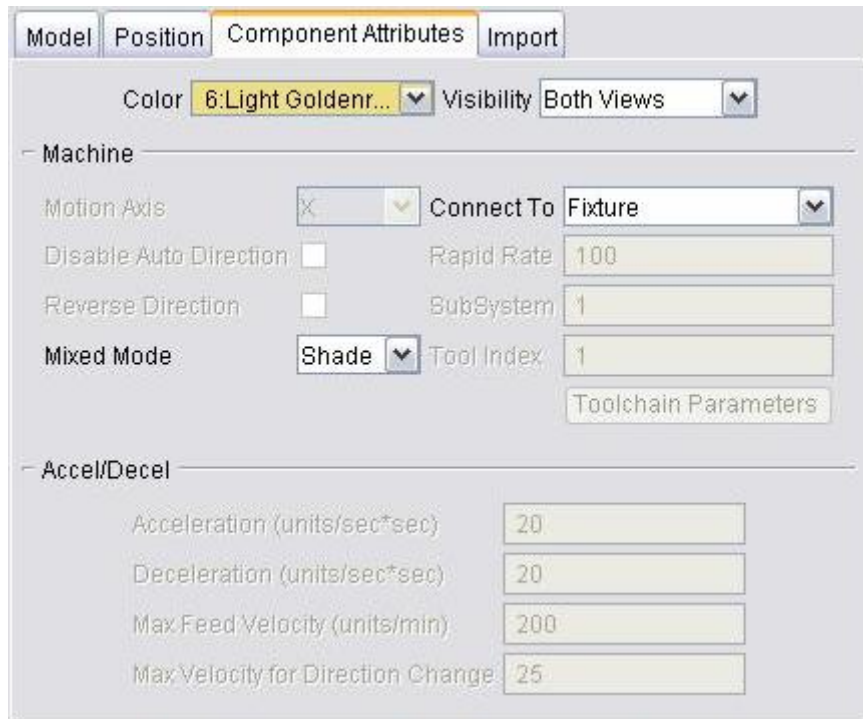 Model Position Component Attributes Import
Color 6:Light Goldenr... Visibility Both Views
Machine
Motion Axis X Connect To Fixture
Disable Auto Direction Rapid Rate 100
Reverse Direction SubSystem 1
Mixed Mode Shade Tool Index 1
Toolchain Parameters
Accel/Decel
Acceleration (units/sec*sec) 20
Deceleration (units/sec*sec) 20
Max Feed Velocity (units/min) 200
Max Velocity for Direction Change 25